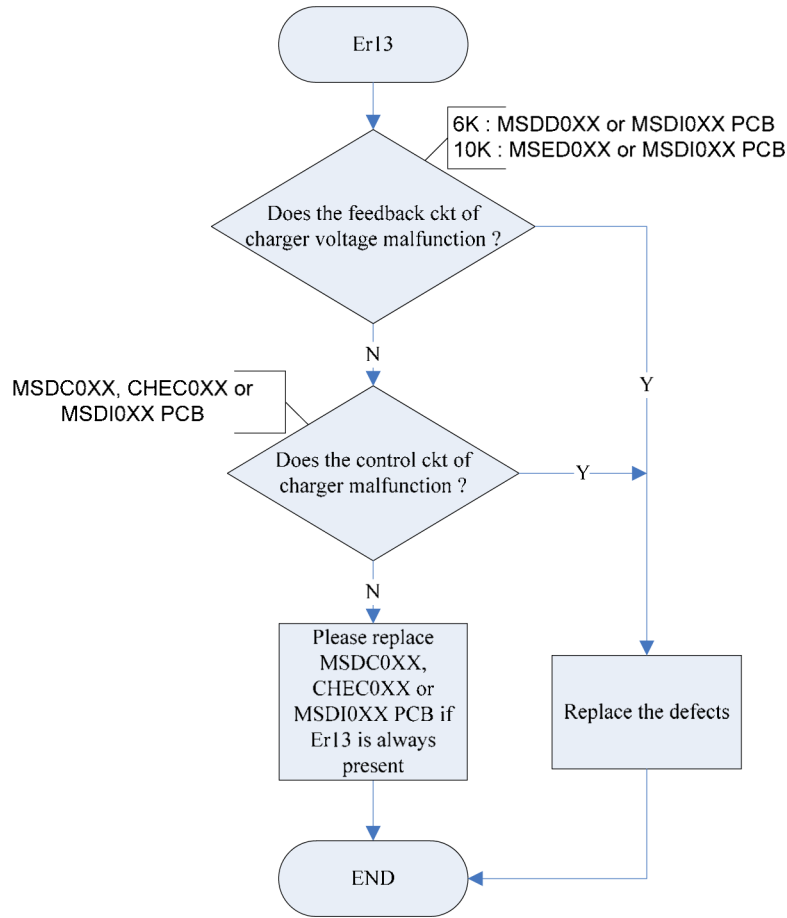 Er13
6K : MSDD0XX or MSDI0XX PCB
10K : MSED0XX or MSDI0XX PCB
Does the feedback ckt of
charger voltage malfunction ?
N
Y
MSDC0XX, CHEC0XX or
MSDI0XX PCB
Does the control ckt of
charger malfunction ?
Y
N
Please replace
MSDC0XX,
CHEC0XX or
MSDI0XX PCB if
Er13 is always
present
Replace the defects
END